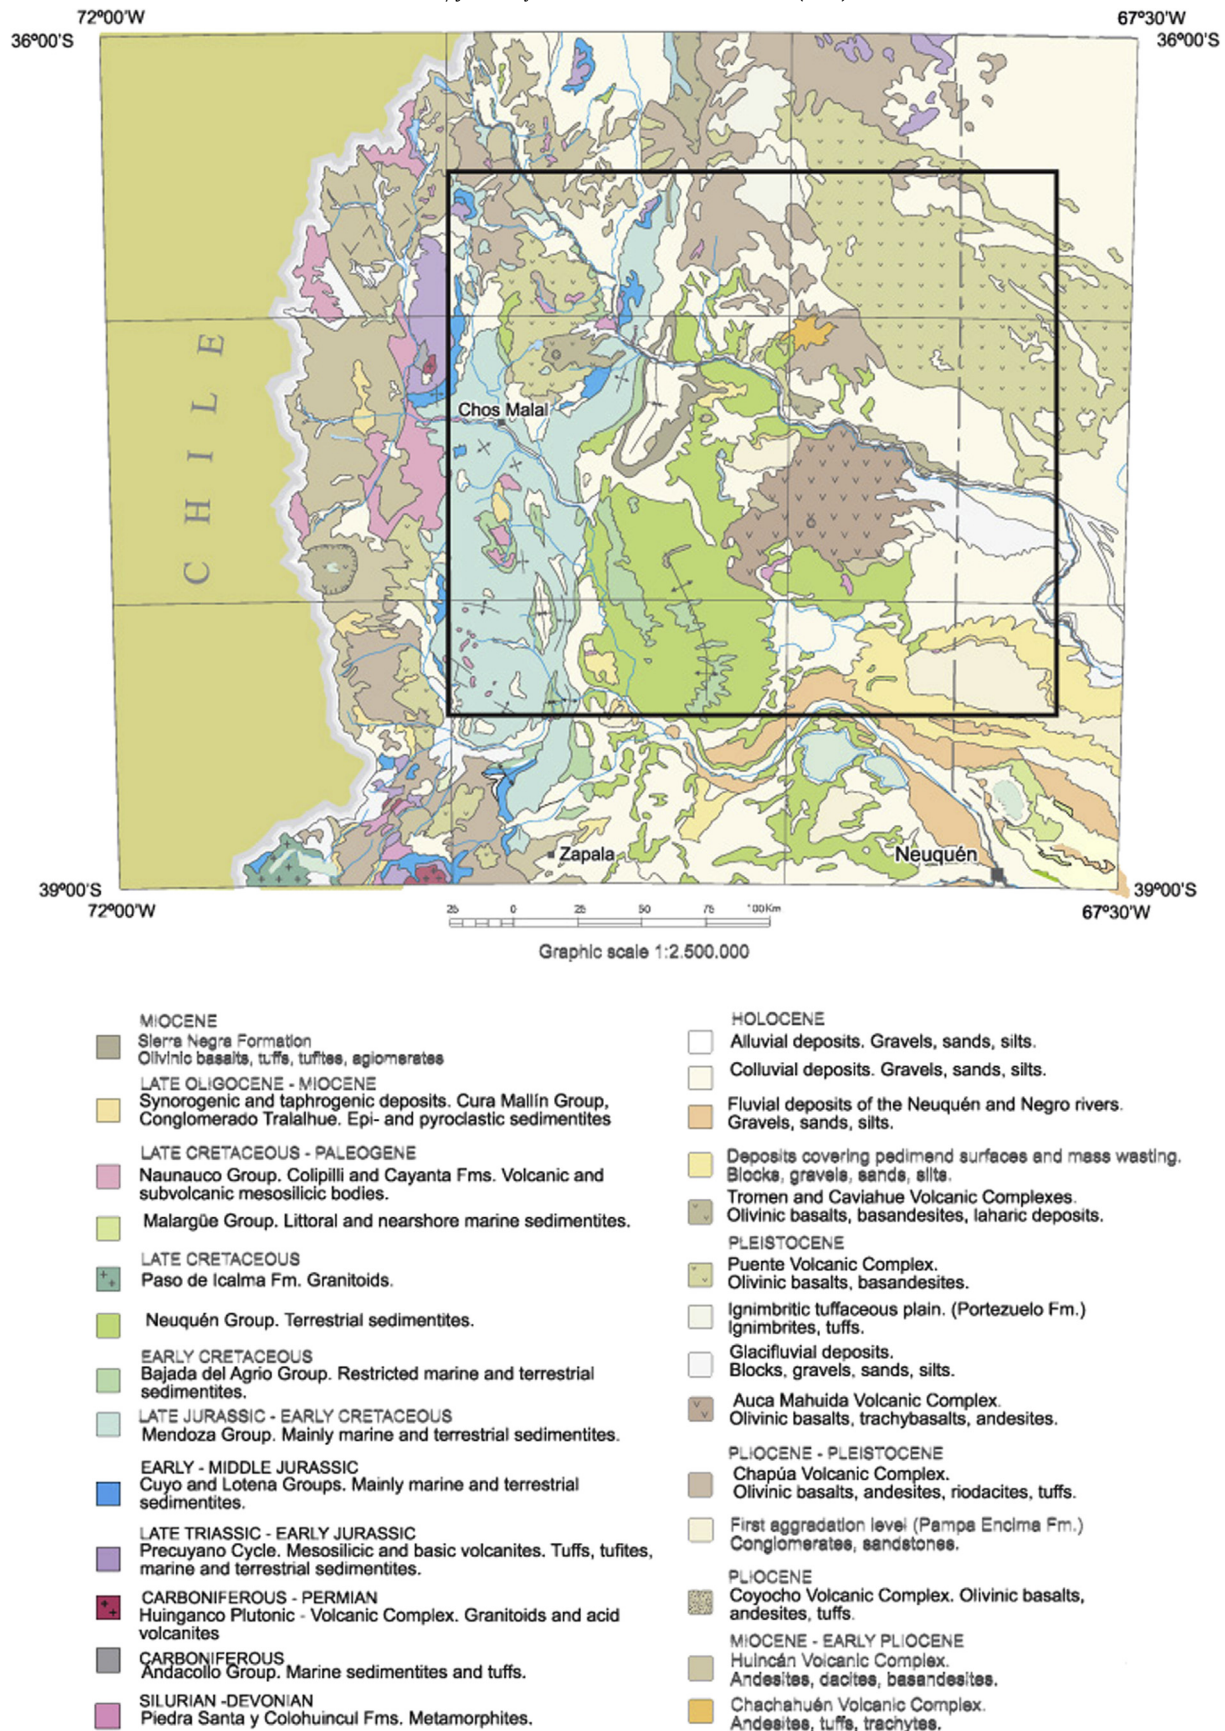 72º00'W
67º30'W
36º00'S
36º00'S
CHILE
Chos Malal
Zapala
Neuquén
39º00'S
39º00'S
72º00'W
67º30'W
25 0 25 50 75 100Km
Graphic scale 1:2.500.000
MIOCENE
Sierra Negra Formation
Olivinic basalts, tuffs, tufites, aglomerates
LATE OLIGOCENE - MIOCENE
Synorogenic and taphrogenic deposits. Cura Mallín Group,
Conglomerado Tralalhue. Epi- and pyroclastic sedimentites
LATE CRETACEOUS - PALEOGENE
Naunauco Group. Colipilli and Cayanta Fms. Volcanic and
subvolcanic mesosilicic bodies.
Malargüe Group. Littoral and nearshore marine sedimentites.
LATE CRETACEOUS
Paso de Icalma Fm. Granitoids.
Neuquén Group. Terrestrial sedimentites.
EARLY CRETACEOUS
Bajada del Agrio Group. Restricted marine and terrestrial
sedimentites.
LATE JURASSIC - EARLY CRETACEOUS
Mendoza Group. Mainly marine and terrestrial sedimentites.
EARLY - MIDDLE JURASSIC
Cuyo and Lotena Groups. Mainly marine and terrestrial
sedimentites.
LATE TRIASSIC - EARLY JURASSIC
Precuyano Cycle. Mesosilicic and basic volcanites. Tuffs, tufites,
marine and terrestrial sedimentites.
CARBONIFEROUS - PERMIAN
Huinganco Plutonic - Volcanic Complex. Granitoids and acid
volcanites
CARBONIFEROUS
Andacollo Group. Marine sedimentites and tuffs.
SILURIAN -DEVONIAN
Piedra Santa y Colohuincul Fms. Metamorphites.
HOLOCENE
Alluvial deposits. Gravels, sands, silts.
Colluvial deposits. Gravels, sands, silts.
Fluvial deposits of the Neuquén and Negro rivers.
Gravels, sands, silts.
Deposits covering pedimend surfaces and mass wasting.
Blocks, gravels, sands, silts.
Tromen and Caviahue Volcanic Complexes.
Olivinic basalts, basandesites, laharic deposits.
PLEISTOCENE
Puente Volcanic Complex.
Olivinic basalts, basandesites.
Ignimbritic tuffaceous plain. (Portezuelo Fm.)
Ignimbrites, tuffs.
Glacifluvial deposits.
Blocks, gravels, sands, silts.
Auca Mahuida Volcanic Complex.
Olivinic basalts, trachybasalts, andesites.
PLIOCENE - PLEISTOCENE
Chapúa Volcanic Complex.
Olivinic basalts, andesites, riodacites, tuffs.
First aggradation level (Pampa Encima Fm.)
Conglomerates, sandstones.
PLIOCENE
Coyocho Volcanic Complex. Olivinic basalts,
andesites, tuffs.
MIOCENE - EARLY PLIOCENE
Huincán Volcanic Complex.
Andesites, dacites, basandesites.
Chachahuén Volcanic Complex.
Andesites, tuffs, trachytes.